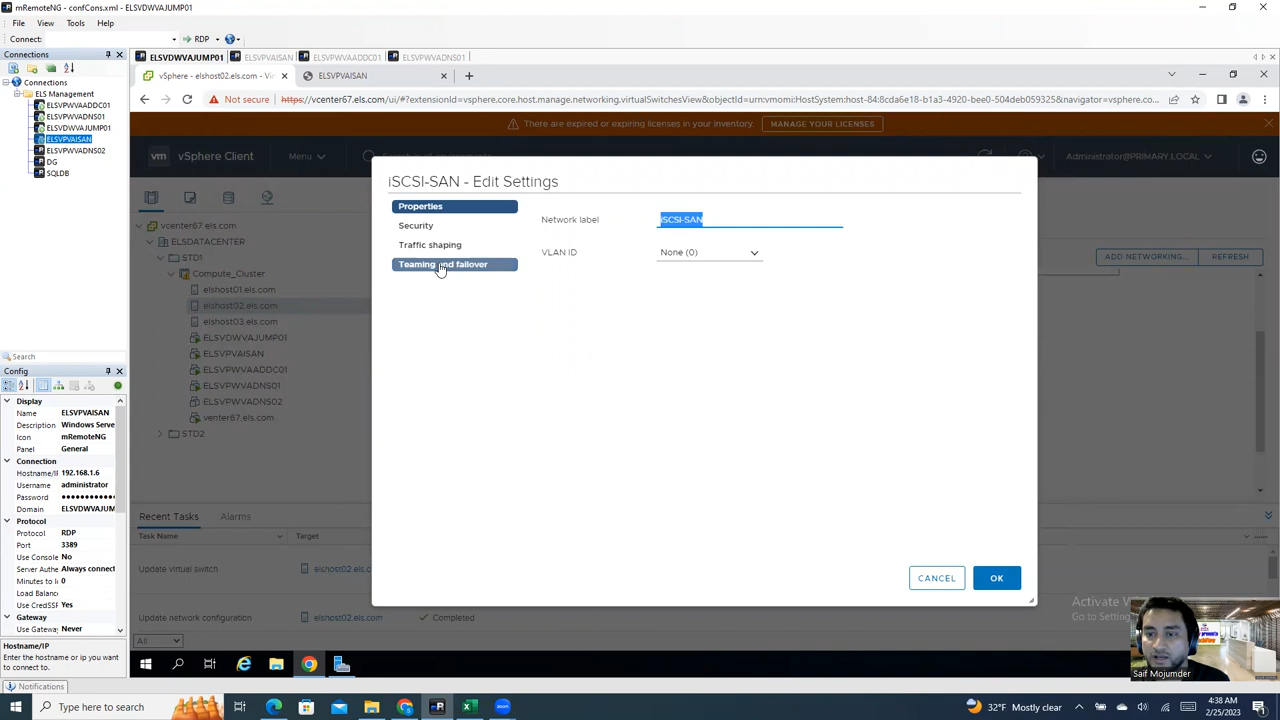 mRemoteNG - confCons.xml - ELSVDWVAJUMP01
File View Tools Help
Connect: RDP
Connections
Connections
ELS Management
ELSVPWVAADDC01
ELSVPWVADNS01
ELSVDWVAJUMP01
ELSVPVAISAN
ELSVPWVADNS02
DG
SQLDB
Search
Config
Display
Name ELSVPVAISAN
Description Windows Serve
Icon mRemoteNG
Panel General
Connection
Hostname/IP 192.168.1.6
Username administrator
Password ●●●●●●●●●●●
Domain ELSVDWVAJUM
Protocol
Protocol RDP
Port 3389
Use Console No
Server Authe Always connect
Minutes to I 0
Load Balanc
Use CredSSP Yes
Gateway
Use Gateway Never
Hostname/IP
Enter the hostname or ip you want to connect to.
Notifications
ELSVDWVAJUMP01 ELSVPVAISAN ELSVPWVAADDC01 ELSVPWVADNS01
vSphere - elshost02.els.com - Vi ELSVPVAISAN
Not secure https://vcenter67.els.com/ui/#?extensionId=vsphere.core.host.manage.networking.virtualSwitchesView&objectId=urn:vmomi:HostSystem:host-84:8cda6e18-b1a3-4920-bee0-504deb059325&navigator=vsphere.co...
There are expired or expiring licenses in your inventory. MANAGE YOUR LICENSES
vm vSphere Client Menu Administrator@PRIMARY.LOCAL
vcenter67.els.com
ELSDATACENTER
STD1
Compute_Cluster
elshost01.els.com
elshost02.els.com
elshost03.els.com
ELSVDWVAJUMP01
ELSVPVAISAN
ELSVPWVAADDC01
ELSVPWVADNS01
ELSVPWVADNS02
venter67.els.com
STD2
ADD NETWORKING... REFRESH
iSCSI-SAN - Edit Settings
Properties
Security
Traffic shaping
Teaming and failover
Network label iSCSI-SAN
VLAN ID None (0)
CANCEL OK
Recent Tasks Alarms
Task Name Target
Update virtual switch elshost02.els.c
Update network configuration elshost02.els.com Completed
All
Activate Wi
Go to Setting
Saif Mojumder
Type here to search
32°F Mostly clear
4:38 AM
2/25/2023